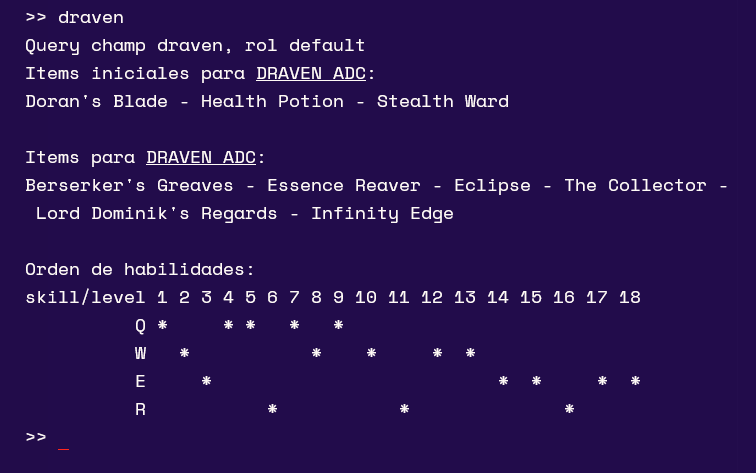 >> draven
Query champ draven, rol default
Items iniciales para DRAVEN ADC:
Doran's Blade - Health Potion - Stealth Ward

Items para DRAVEN ADC:
Berserker's Greaves - Essence Reaver - Eclipse - The Collector -
 Lord Dominik's Regards - Infinity Edge

Orden de habilidades:
skill/level 1 2 3 4 5 6 7 8 9 10 11 12 13 14 15 16 17 18
          Q *     * *   *   *
          W   *           *    *     *  *
          E     *                          *  *     *  *
          R           *           *              *
>> _